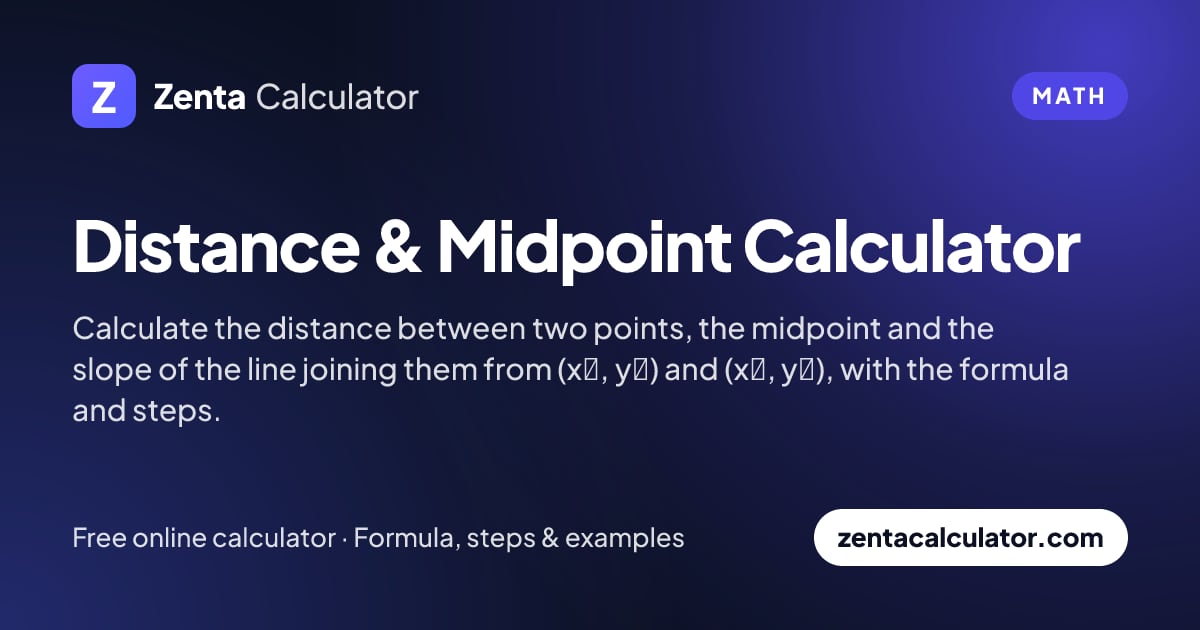 Z
Zenta Calculator
MATH
Distance & Midpoint Calculator
Calculate the distance between two points, the midpoint and the
slope of the line joining them from (x▯, y▯) and (x▯, y▯), with the formula
and steps.
Free online calculator · Formula, steps & examples
zentacalculator.com